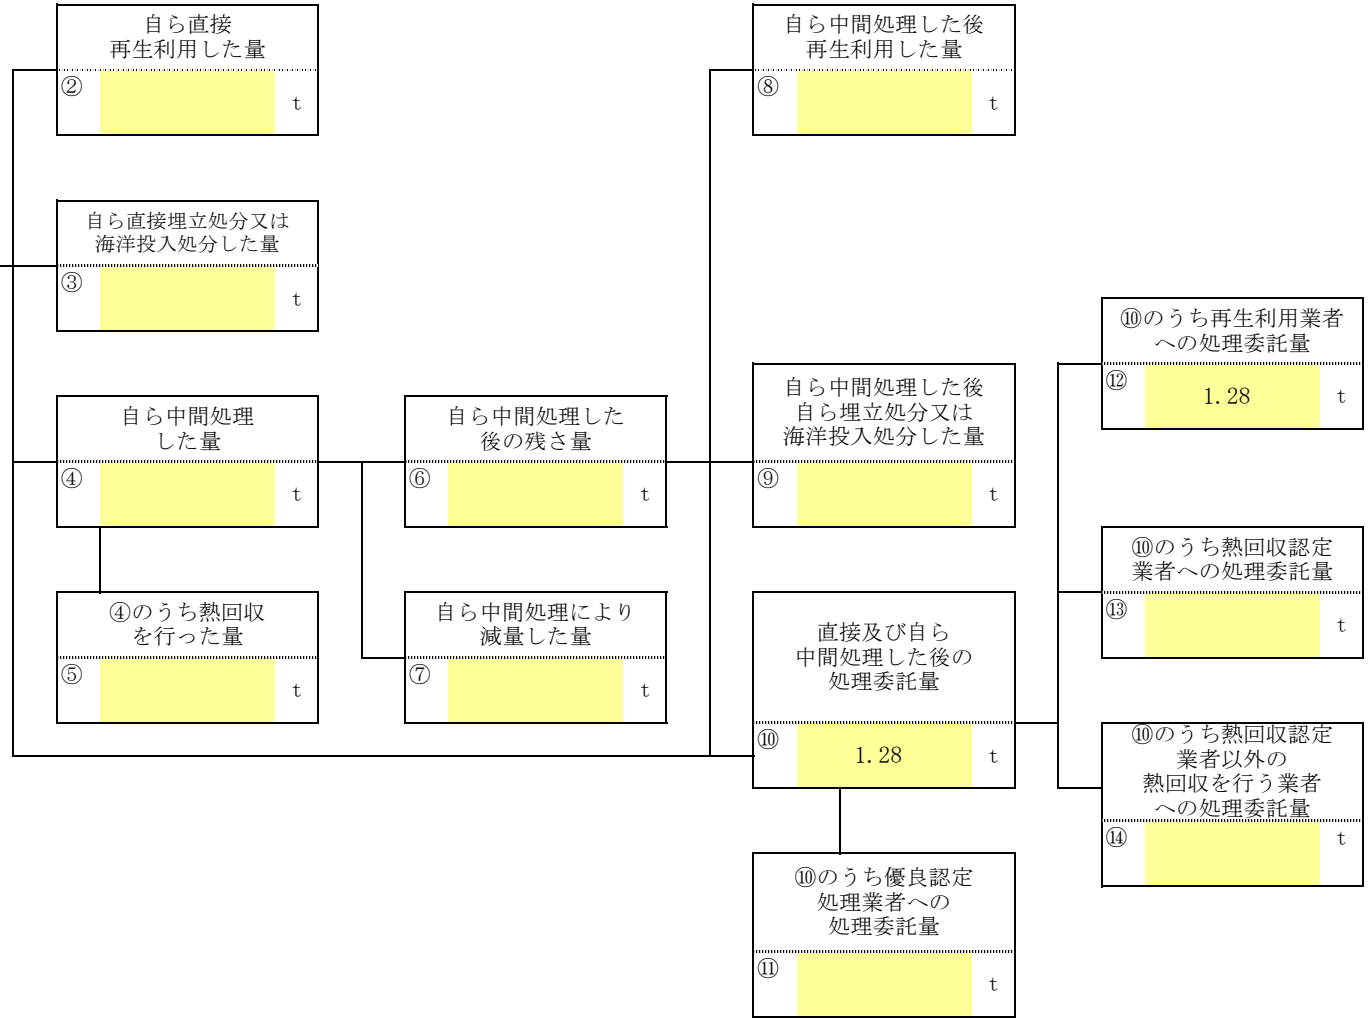 自ら直接
再生利用した量
② t
自ら直接埋立処分又は
海洋投入処分した量
③ t
自ら中間処理
した量
④ t
④のうち熱回収
を行った量
⑤ t
自ら中間処理した
後の残さ量
⑥ t
自ら中間処理により
減量した量
⑦ t
自ら中間処理した後
再生利用した量
⑧ t
自ら中間処理した後
自ら埋立処分又は
海洋投入処分した量
⑨ t
直接及び自ら
中間処理した後の
処理委託量
⑩ 1.28 t
⑩のうち優良認定
処理業者への
処理委託量
⑪ t
⑩のうち再生利用業者
への処理委託量
⑫ 1.28 t
⑩のうち熱回収認定
業者への処理委託量
⑬ t
⑩のうち熱回収認定
業者以外の
熱回収を行う業者
への処理委託量
⑭ t